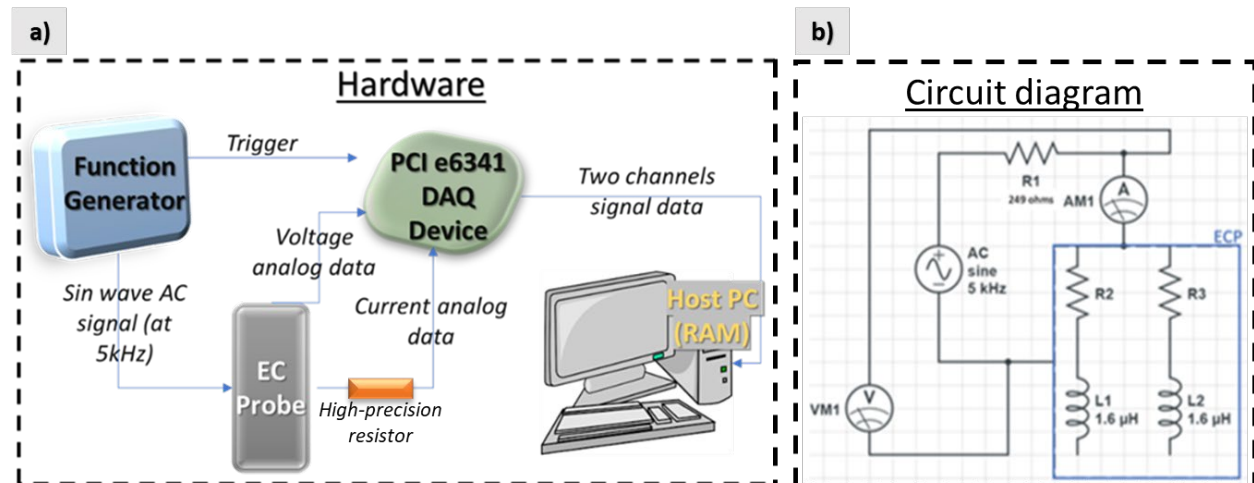 a)
Hardware
Function
Generator
Trigger
PCI e6341
DAQ
Device
Two channels
signal data
Voltage
analog data
Sin wave AC
signal (at
5kHz)
Current analog
data
Host PC
(RAM)
EC
Probe
High-precision
resistor
b)
Circuit diagram
R1
249 ohms
AM1
A
ECP
AC
sine
5 kHz
R2
R3
VM1
V
L1
1.6 µH
L2
1.6 µH